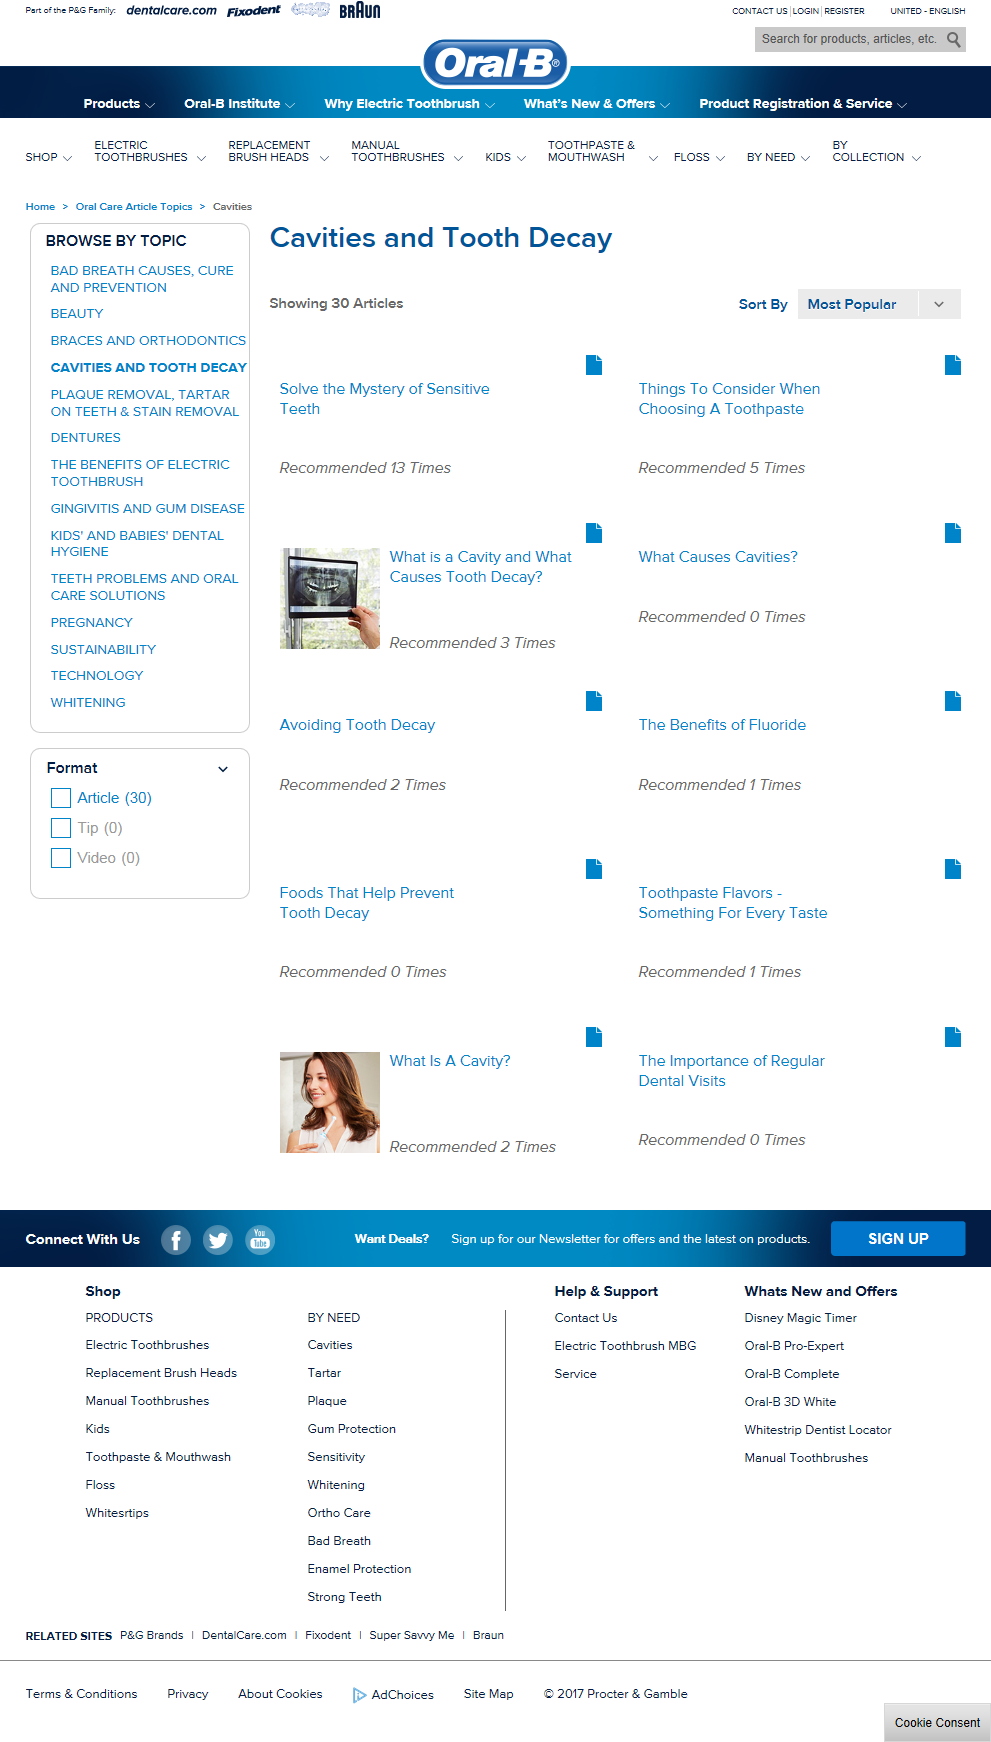 Part of the P&G Family: dentalcare.com Fixodent BRAUN
CONTACT US LOGIN REGISTER UNITED - ENGLISH
Search for products, articles, etc.
Oral-B®
Products Oral-B Institute Why Electric Toothbrush What's New & Offers Product Registration & Service
SHOP
ELECTRIC
TOOTHBRUSHES
REPLACEMENT
BRUSH HEADS
MANUAL
TOOTHBRUSHES
KIDS
TOOTHPASTE &
MOUTHWASH
FLOSS
BY NEED
BY
COLLECTION
Home > Oral Care Article Topics > Cavities
BROWSE BY TOPIC
BAD BREATH CAUSES, CURE
AND PREVENTION
BEAUTY
BRACES AND ORTHODONTICS
CAVITIES AND TOOTH DECAY
PLAQUE REMOVAL, TARTAR
ON TEETH & STAIN REMOVAL
DENTURES
THE BENEFITS OF ELECTRIC
TOOTHBRUSH
GINGIVITIS AND GUM DISEASE
KIDS' AND BABIES' DENTAL
HYGIENE
TEETH PROBLEMS AND ORAL
CARE SOLUTIONS
PREGNANCY
SUSTAINABILITY
TECHNOLOGY
WHITENING
Format
Article (30)
Tip (0)
Video (0)
Cavities and Tooth Decay
Showing 30 Articles
Sort By Most Popular
Solve the Mystery of Sensitive
Teeth
Recommended 13 Times
Things To Consider When
Choosing A Toothpaste
Recommended 5 Times
What is a Cavity and What
Causes Tooth Decay?
Recommended 3 Times
What Causes Cavities?
Recommended 0 Times
Avoiding Tooth Decay
Recommended 2 Times
The Benefits of Fluoride
Recommended 1 Times
Foods That Help Prevent
Tooth Decay
Recommended 0 Times
Toothpaste Flavors -
Something For Every Taste
Recommended 1 Times
What Is A Cavity?
Recommended 2 Times
The Importance of Regular
Dental Visits
Recommended 0 Times
Connect With Us You Tube Want Deals? Sign up for our Newsletter for offers and the latest on products. SIGN UP
Shop
PRODUCTS
Electric Toothbrushes
Replacement Brush Heads
Manual Toothbrushes
Kids
Toothpaste & Mouthwash
Floss
Whitesrtips
BY NEED
Cavities
Tartar
Plaque
Gum Protection
Sensitivity
Whitening
Ortho Care
Bad Breath
Enamel Protection
Strong Teeth
Help & Support
Contact Us
Electric Toothbrush MBG
Service
Whats New and Offers
Disney Magic Timer
Oral-B Pro-Expert
Oral-B Complete
Oral-B 3D White
Whitestrip Dentist Locator
Manual Toothbrushes
RELATED SITES P&G Brands | DentalCare.com | Fixodent | Super Savvy Me | Braun
Terms & Conditions Privacy About Cookies AdChoices Site Map © 2017 Procter & Gamble
Cookie Consent